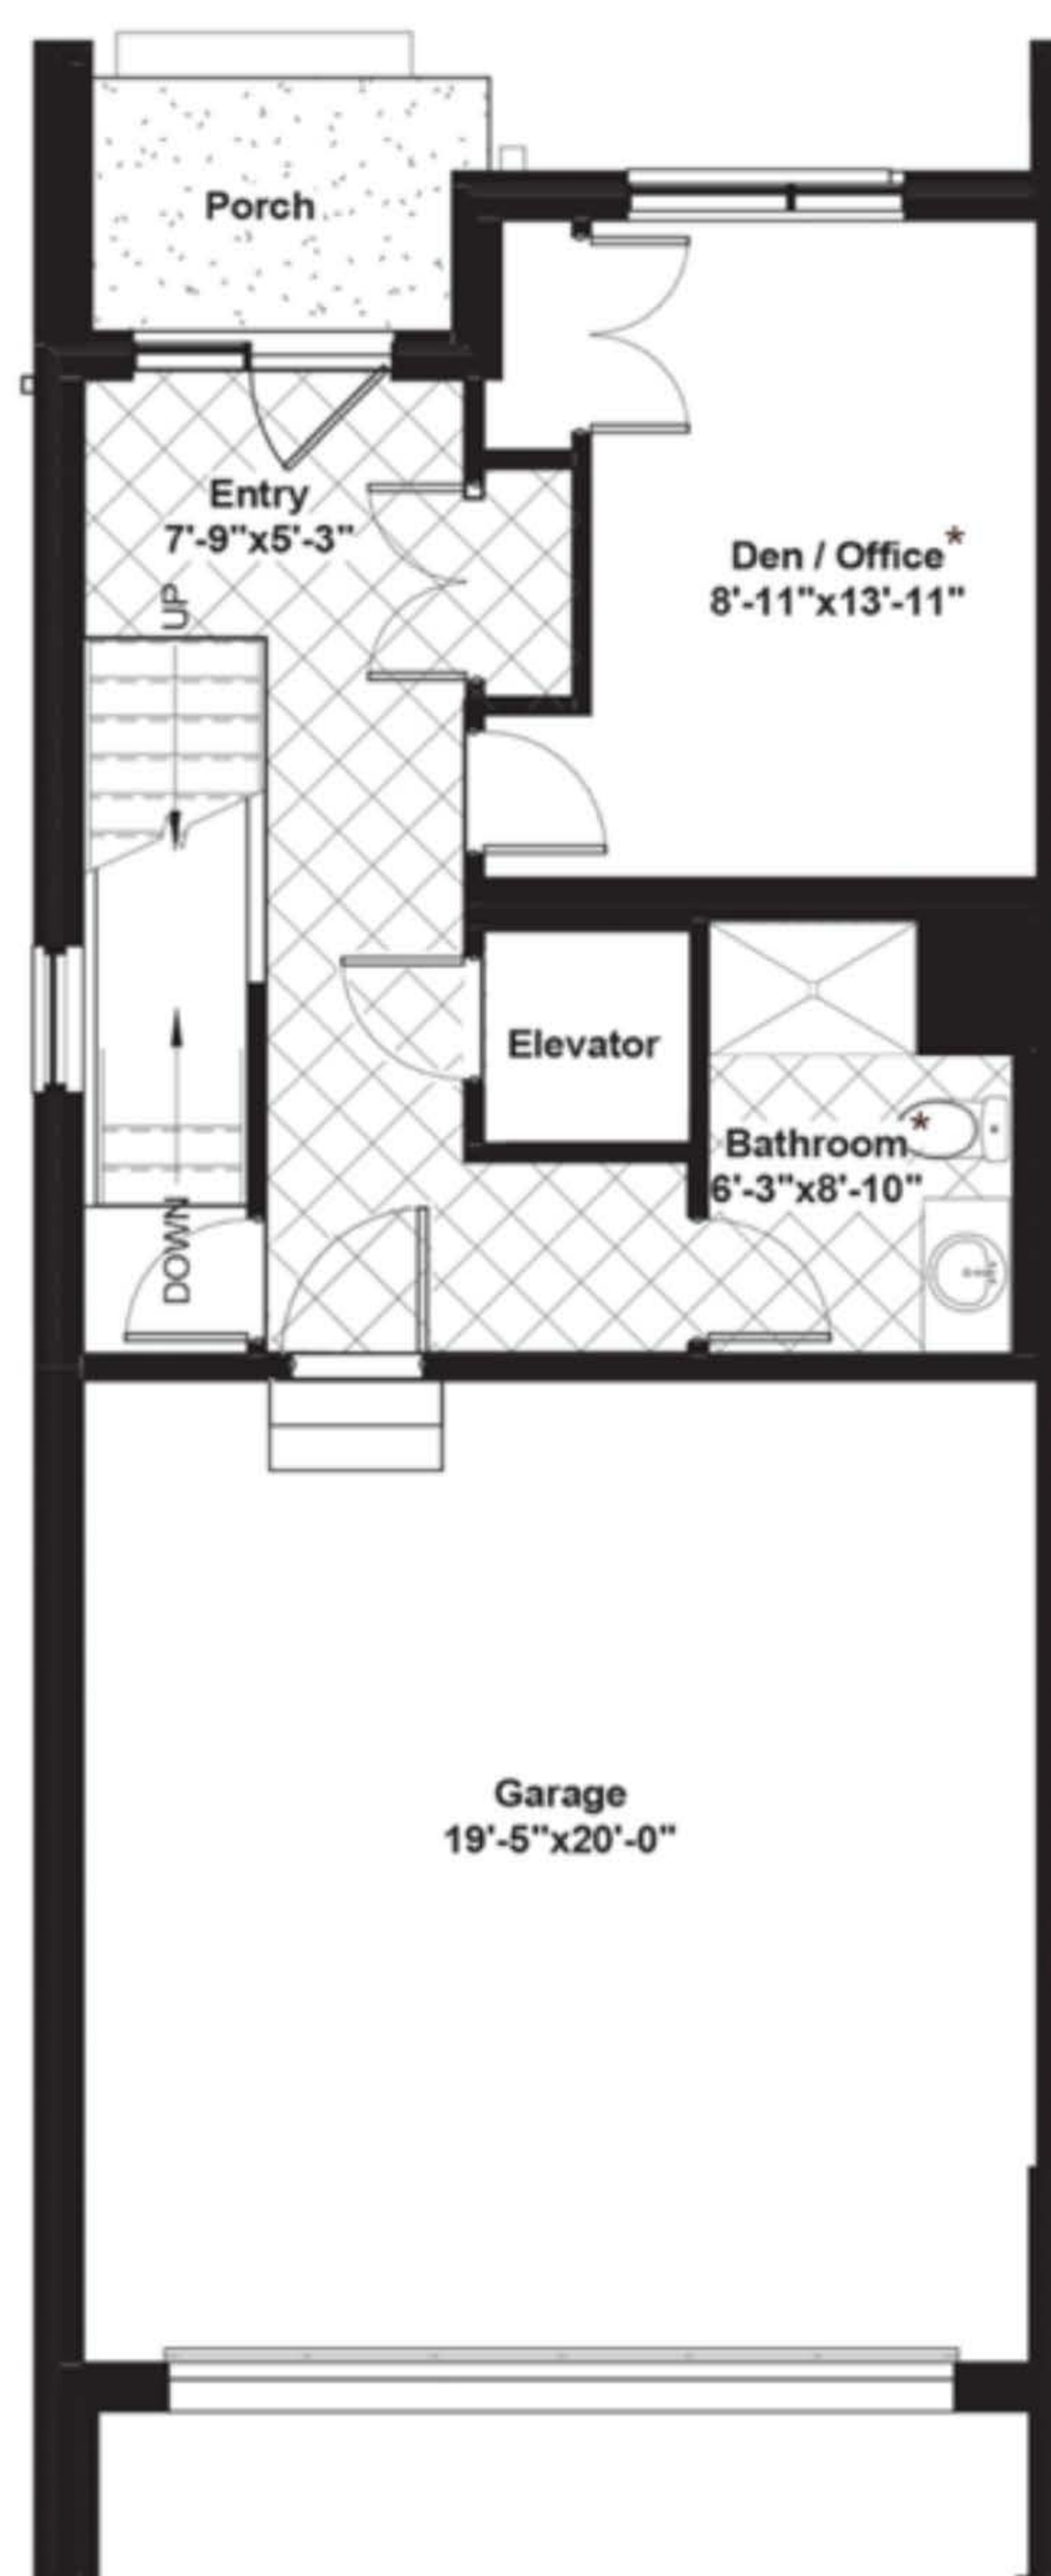 Porch
Entry
7'-9"x5'-3"
UP
Den / Office*
8'-11"x13'-11"
Elevator
Bathroom*
6'-3"x8'-10"
DOWN
Garage
19'-5"x20'-0"